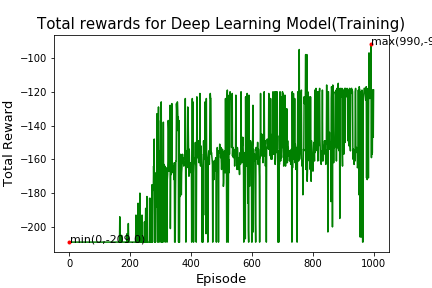 Total rewards for Deep Learning Model(Training)
max(990,-9
−100
−120
−140
−160
−180
−200
min(0,-209.0)
0
200
400
600
800
1000
Episode
Total Reward